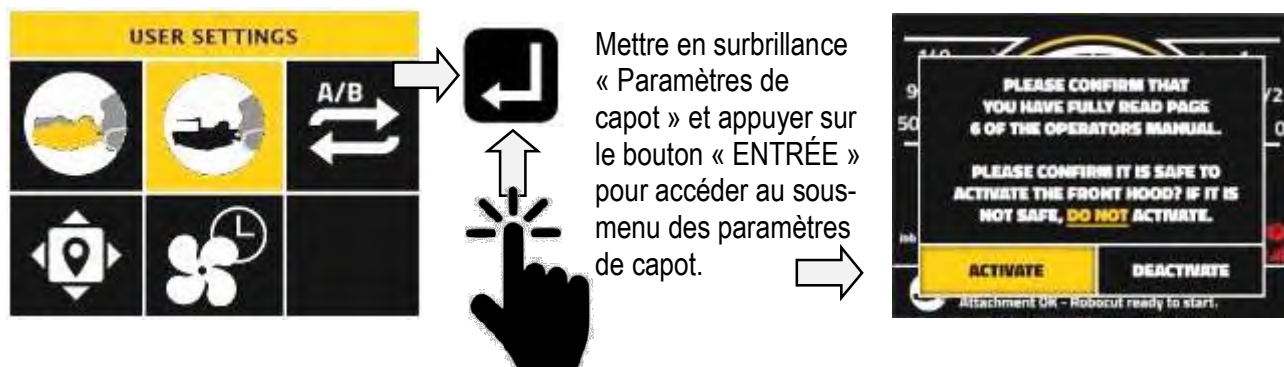 USER SETTINGS
A/B
Mettre en surbrillance
« Paramètres de
capot » et appuyer sur
le bouton « ENTRÉE »
pour accéder au sous-
menu des paramètres
de capot.
PLEASE CONFIRM THAT
YOU HAVE FULLY READ PAGE
6 OF THE OPERATORS MANUAL.
PLEASE CONFIRM IT IS SAFE TO
ACTIVATE THE FRONT HOOD? IF IT IS
NOT SAFE, DO NOT ACTIVATE.
ACTIVATE
DEACTIVATE
Attachment OK - Robocut ready to start.